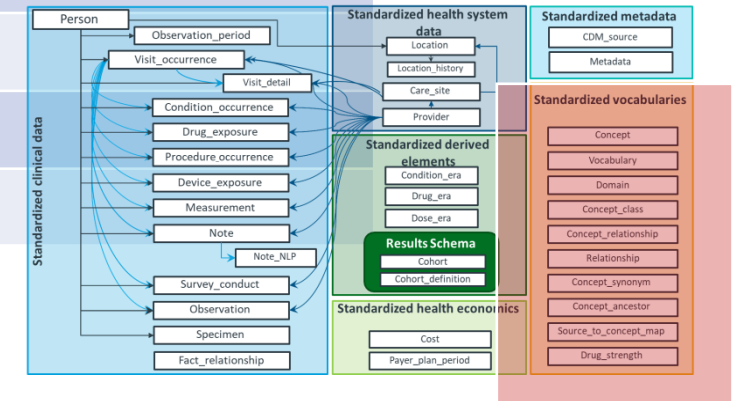 Person
Observation_period
Visit_occurrence
Visit_detail
Condition_occurrence
Drug_exposure
Procedure_occurrence
Device_exposure
Measurement
Note
Note_NLP
Survey_conduct
Observation
Specimen
Fact_relationship
Standardized clinical data
Standardized health system
data
Location
Location_history
Care_site
Provider
Standardized derived
elements
Condition_era
Drug_era
Dose_era
Results Schema
Cohort
Cohort_definition
Standardized health economics
Cost
Payer_plan_period
Standardized metadata
CDM_source
Metadata
Standardized vocabularies
Concept
Vocabulary
Domain
Concept_class
Concept_relationship
Relationship
Concept_synonym
Concept_ancestor
Source_to_concept_map
Drug_strength